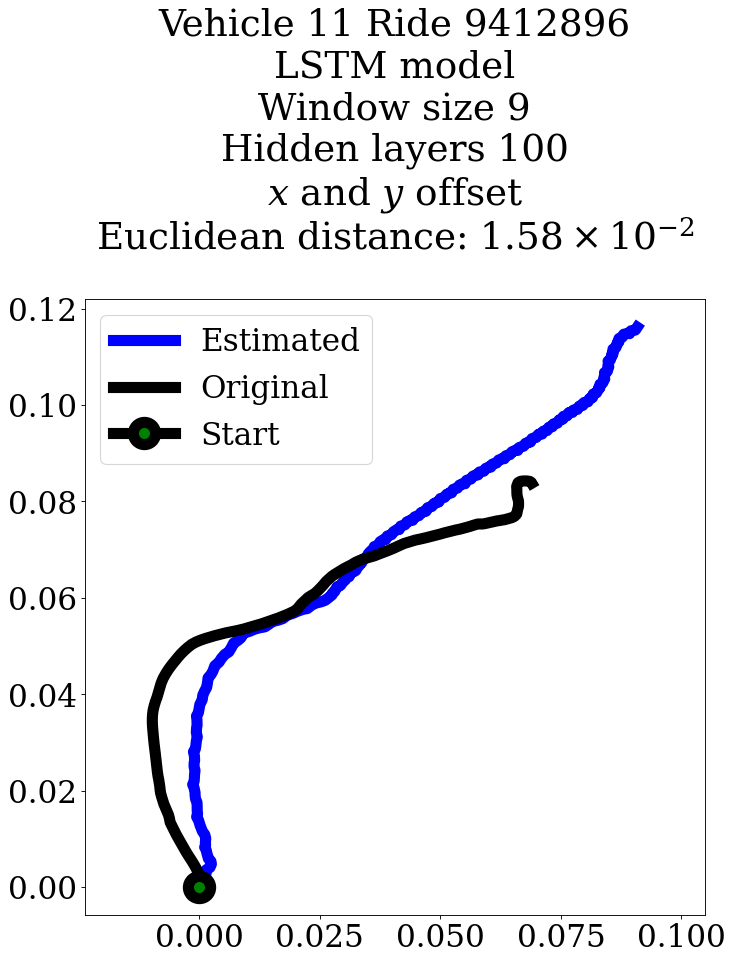 Vehicle 11 Ride 9412896
LSTM model
Window size 9
Hidden layers 100
x and y offset
Euclidean distance: 1.58 × 10⁻²
0.12
0.10
0.08
0.06
0.04
0.02
0.00
Estimated
Original
Start
0.000 0.025 0.050 0.075 0.100